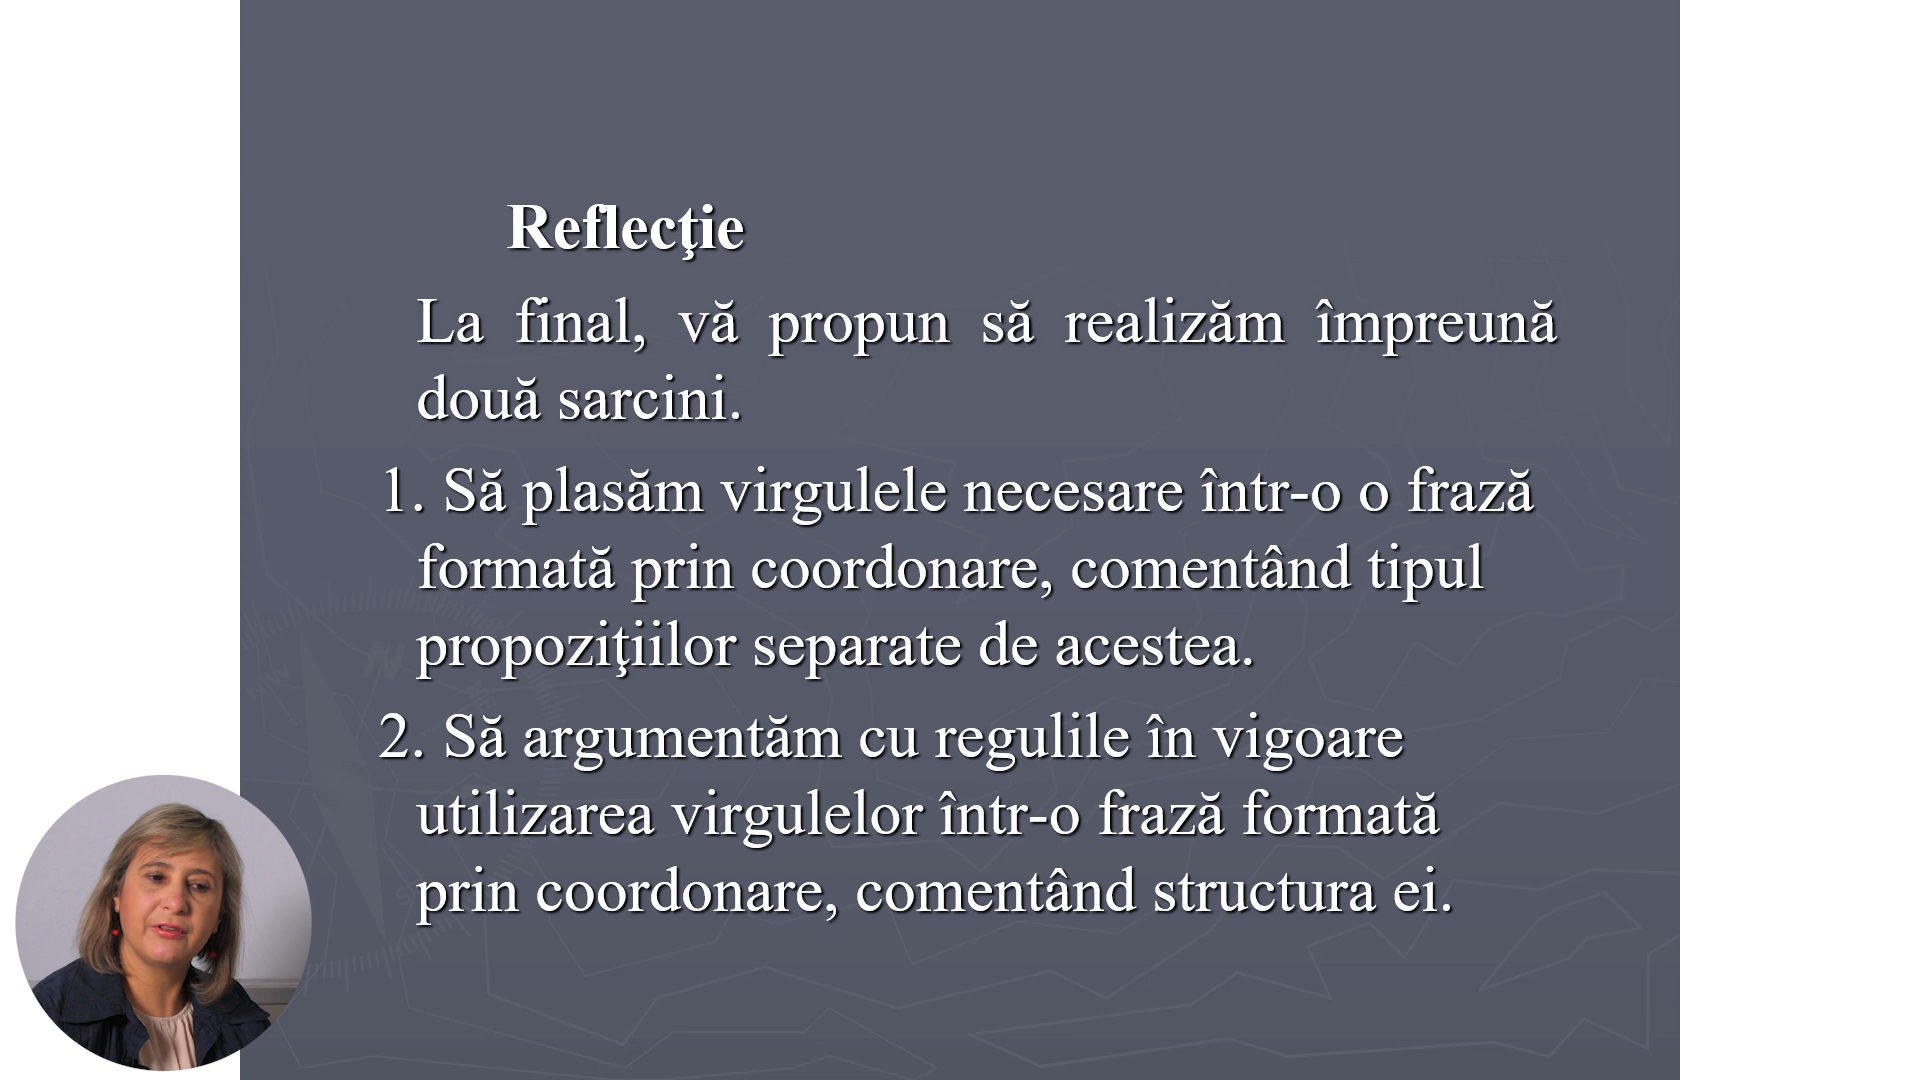 Reflecţie
La final, vă propun să realizăm împreună
două sarcini.
1. Să plasăm virgulele necesare într-o o frază
formată prin coordonare, comentând tipul
propoziţiilor separate de acestea.
2. Să argumentăm cu regulile în vigoare
utilizarea virgulelor într-o frază formată
prin coordonare, comentând structura ei.